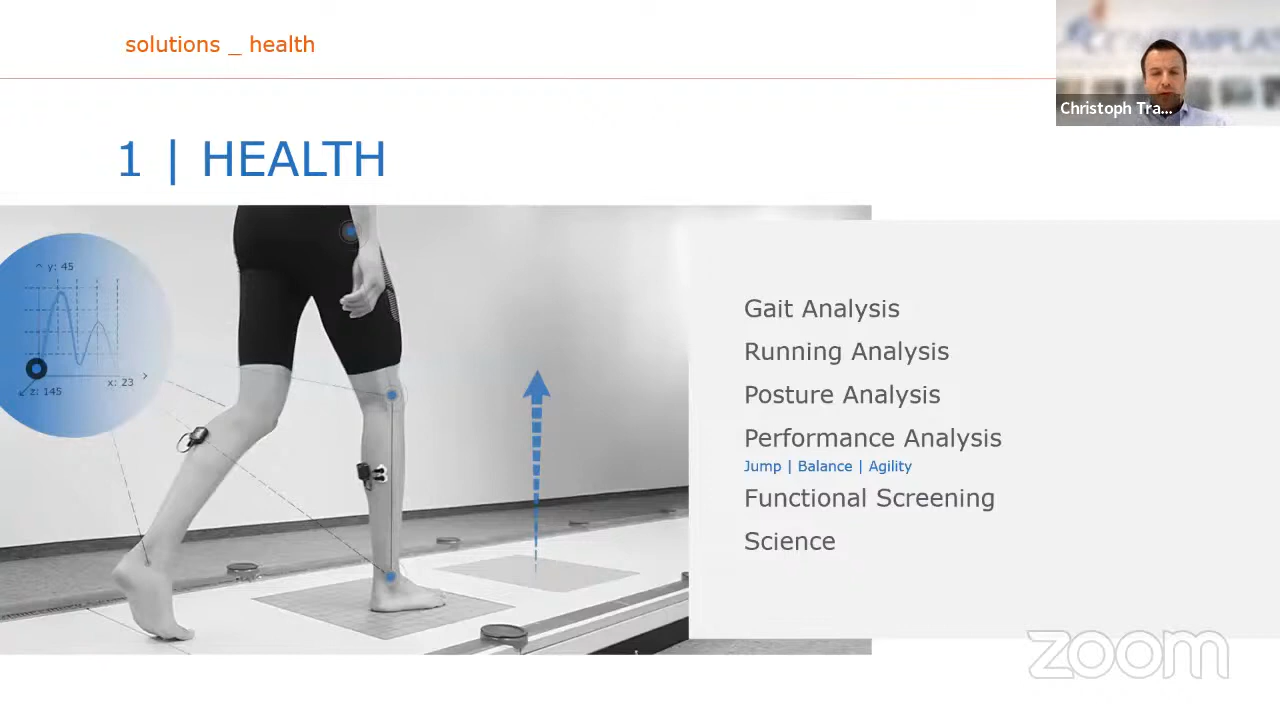 solutions _ health
Christoph Tra...
1 | HEALTH
^ y: 45
x: 23
z: 145
Gait Analysis
Running Analysis
Posture Analysis
Performance Analysis
Jump | Balance | Agility
Functional Screening
Science
zoom